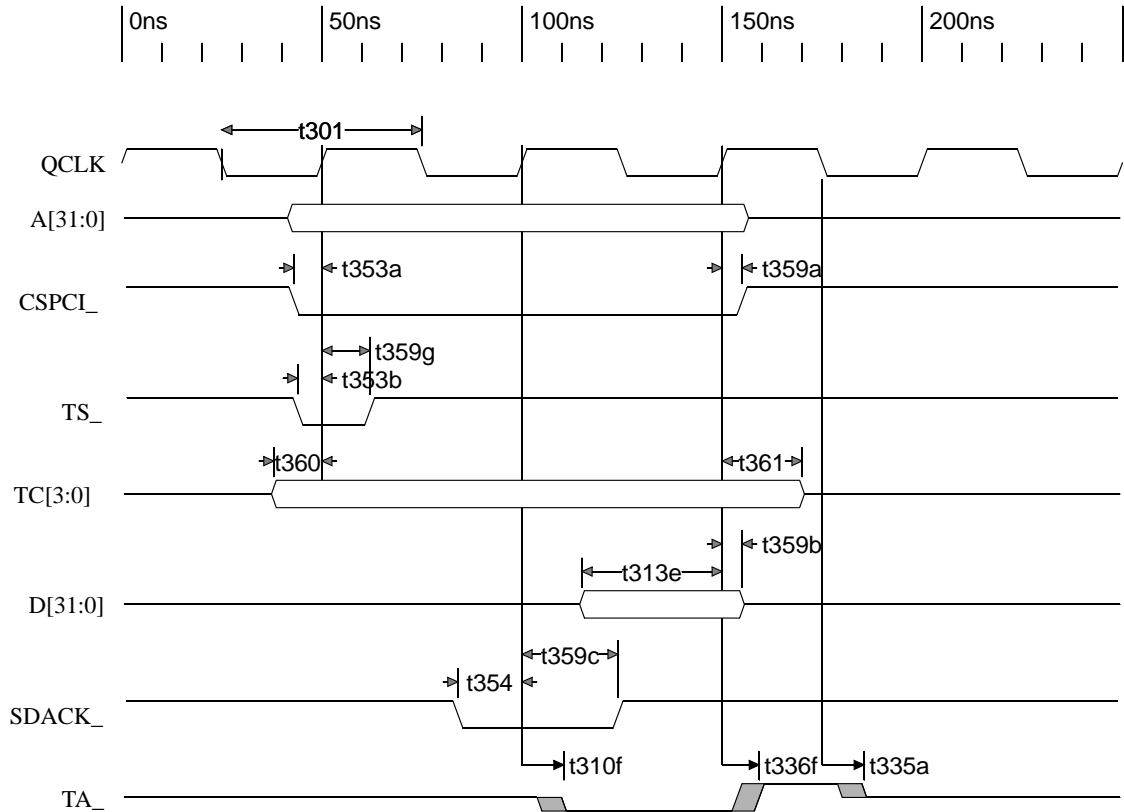 0ns 50ns 100ns 150ns 200ns
t301
QCLK
A[31:0]
t353a t359a
CSPCI_
t359g
t353b
TS_
t360 t361
TC[3:0]
t359b
t313e
D[31:0]
t359c
t354
SDACK_
t310f t336f t335a
TA_